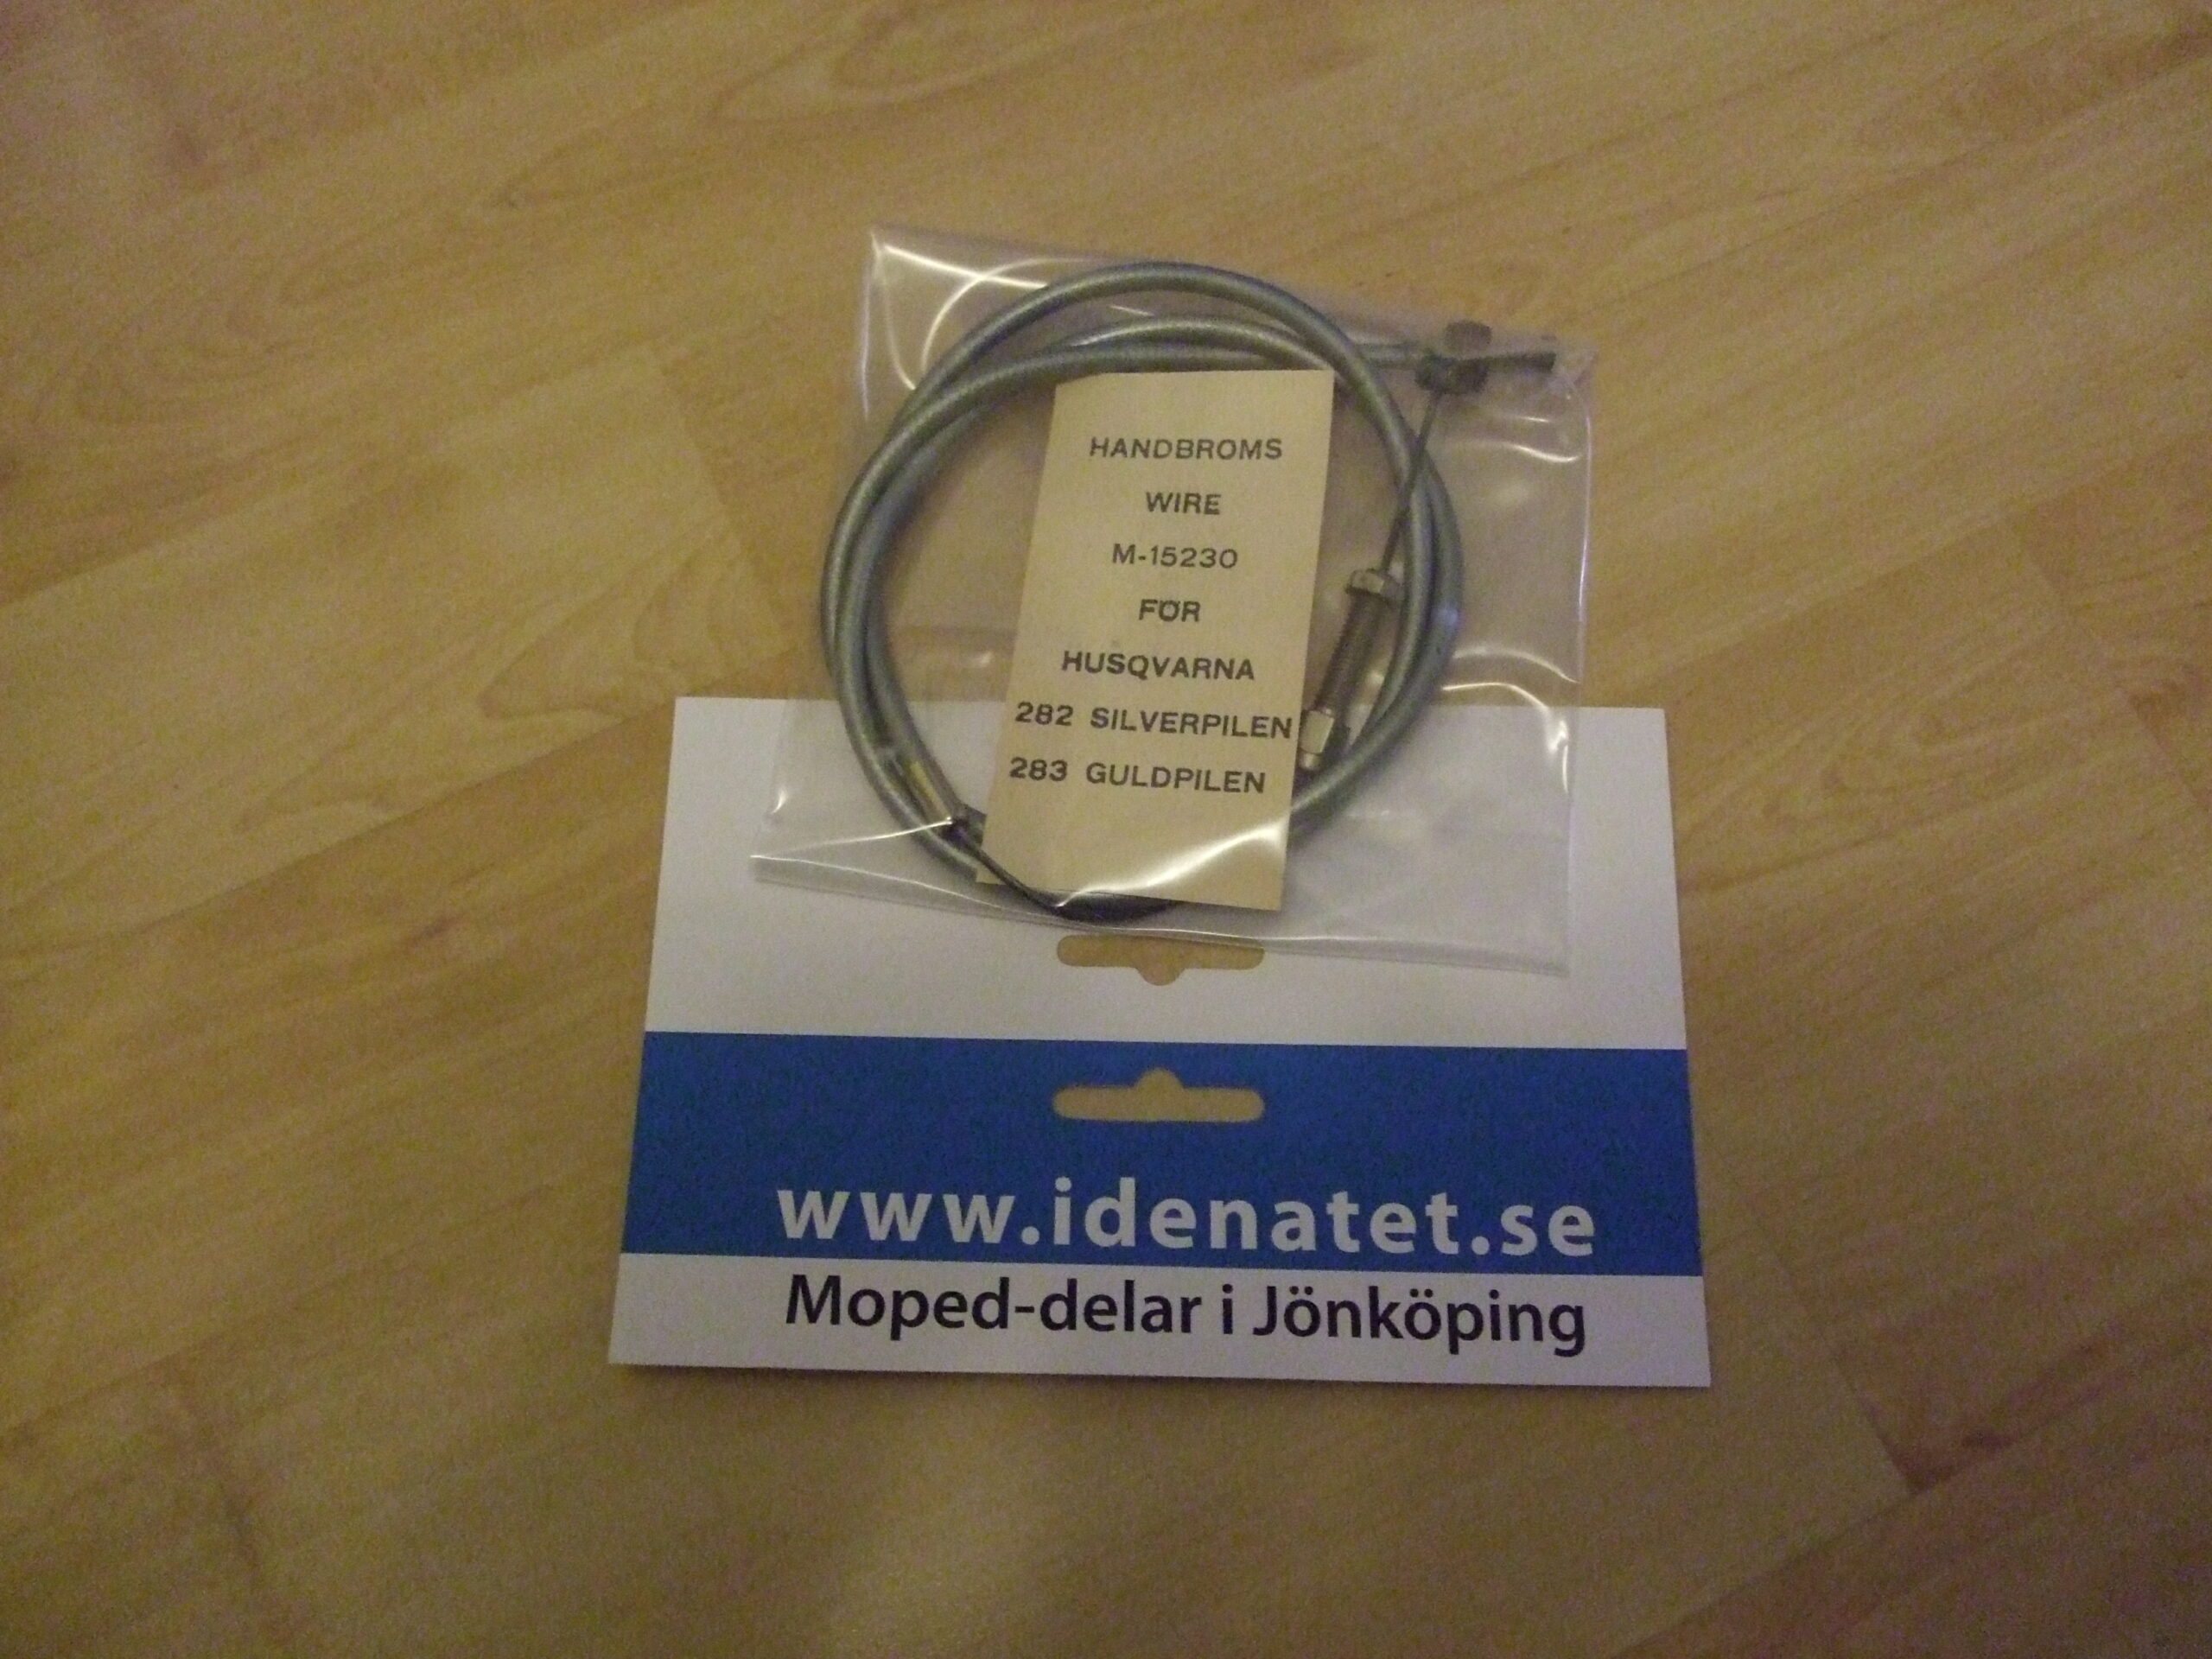 HANDBROMS
WIRE
M-15230
FÖR
HUSQVARNA
282 SILVERPILEN
283 GULDPILEN
www.idenatet.se
Moped-delar i Jönköping